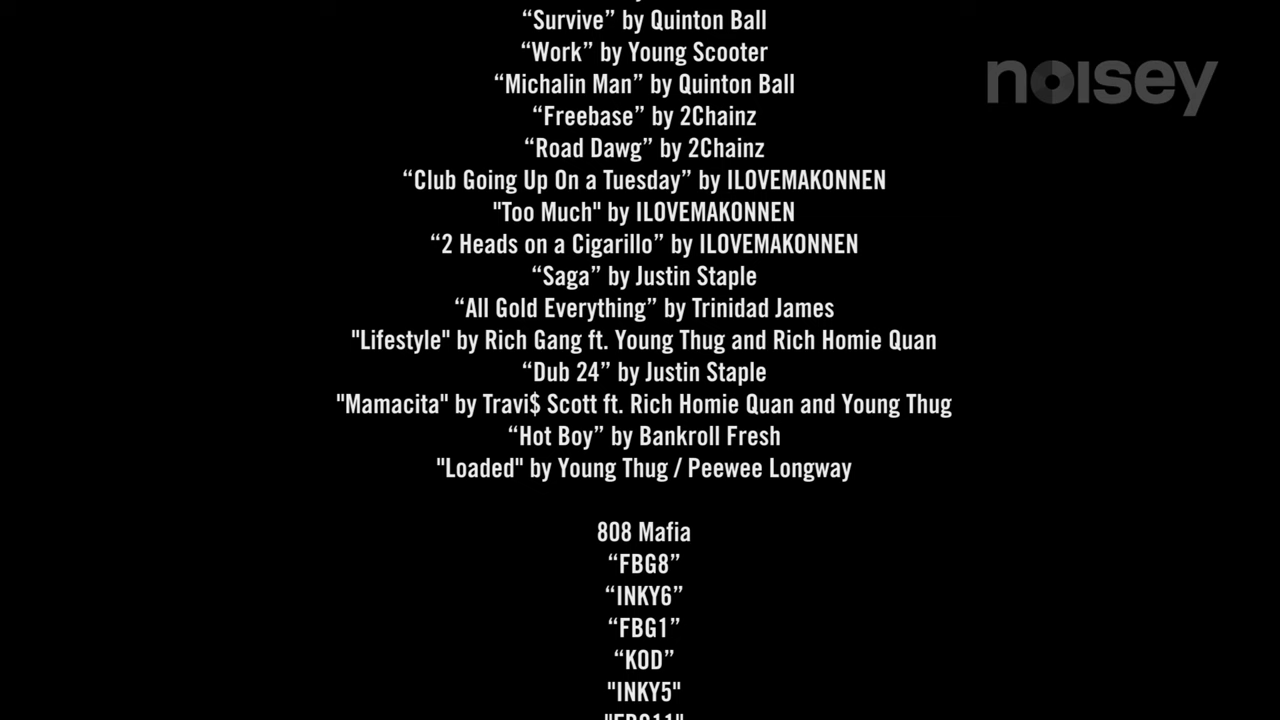 “Survive” by Quinton Ball
“Work” by Young Scooter
“Michalin Man” by Quinton Ball
“Freebase” by 2Chainz
“Road Dawg” by 2Chainz
“Club Going Up On a Tuesday” by ILOVEMAKONNEN
"Too Much" by ILOVEMAKONNEN
“2 Heads on a Cigarillo” by ILOVEMAKONNEN
“Saga” by Justin Staple
“All Gold Everything” by Trinidad James
"Lifestyle" by Rich Gang ft. Young Thug and Rich Homie Quan
“Dub 24” by Justin Staple
"Mamacita" by Travi$ Scott ft. Rich Homie Quan and Young Thug
“Hot Boy” by Bankroll Fresh
"Loaded" by Young Thug / Peewee Longway
808 Mafia
“FBG8”
“INKY6”
“FBG1”
“KOD”
"INKY5"
noisey